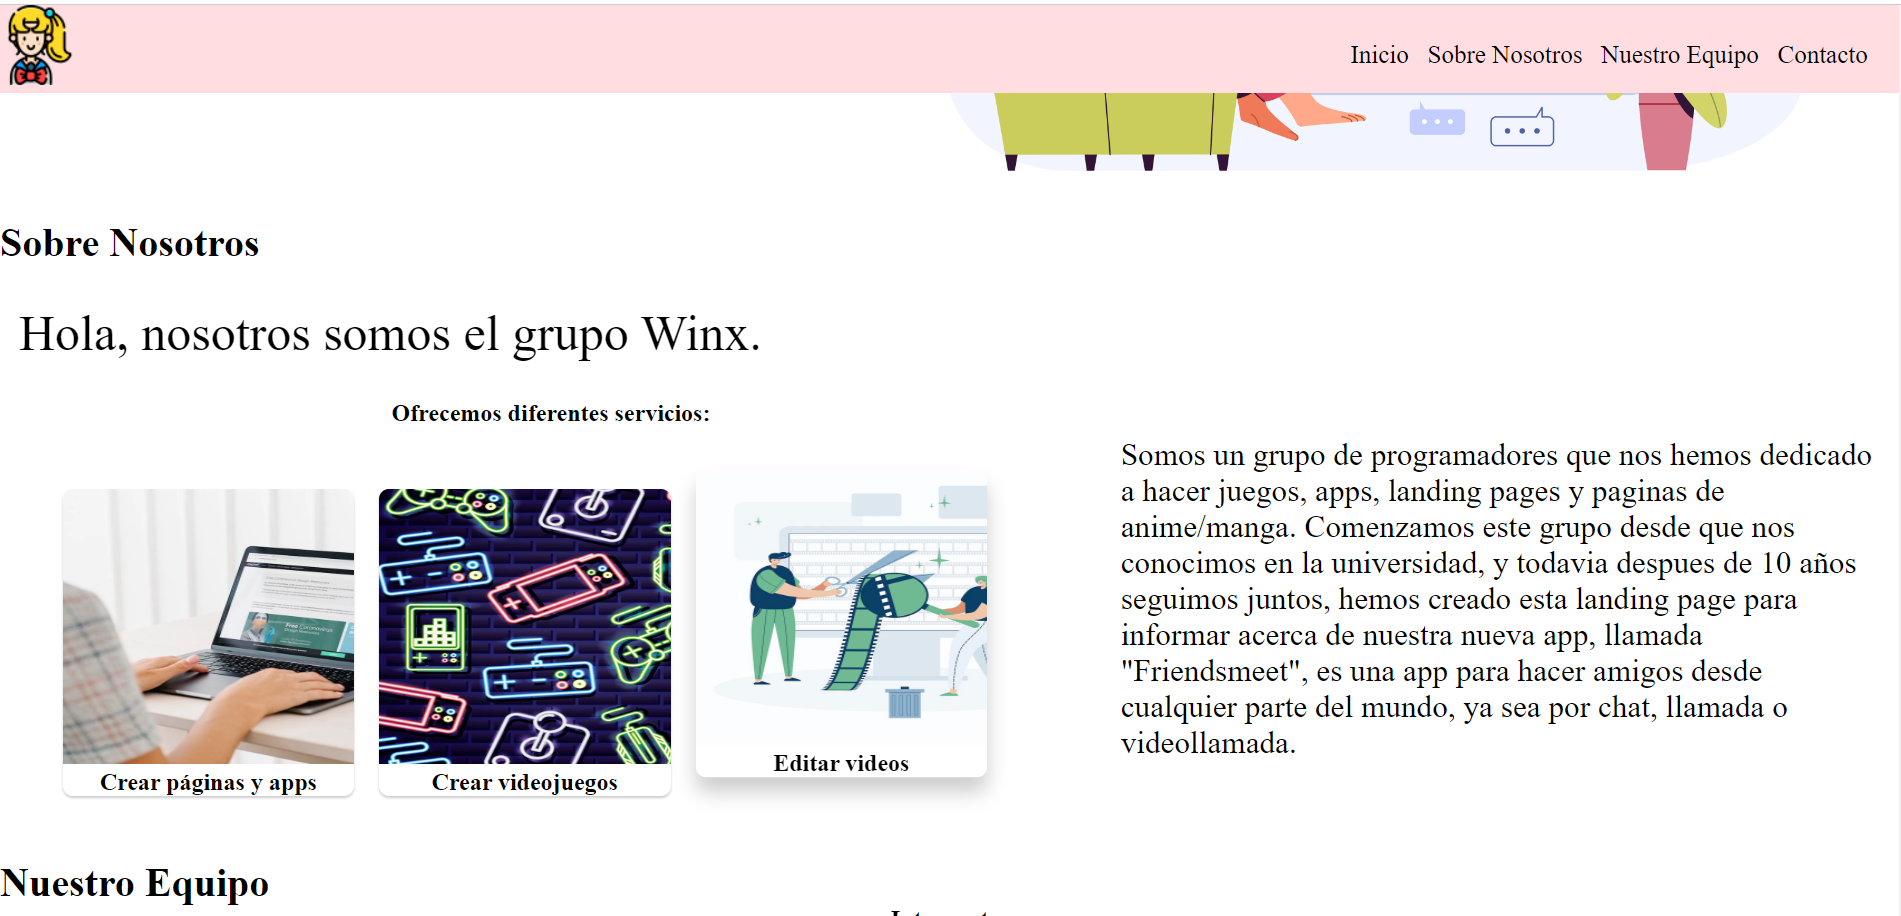 Inicio Sobre Nosotros Nuestro Equipo Contacto
Sobre Nosotros
Hola, nosotros somos el grupo Winx.
Ofrecemos diferentes servicios:
Crear páginas y apps
Crear videojuegos
Editar videos
Somos un grupo de programadores que nos hemos dedicado
a hacer juegos, apps, landing pages y paginas de
anime/manga. Comenzamos este grupo desde que nos
conocimos en la universidad, y todavia despues de 10 años
seguimos juntos, hemos creado esta landing page para
informar acerca de nuestra nueva app, llamada
"Friendsmeet", es una app para hacer amigos desde
cualquier parte del mundo, ya sea por chat, llamada o
videollamada.
Nuestro Equipo